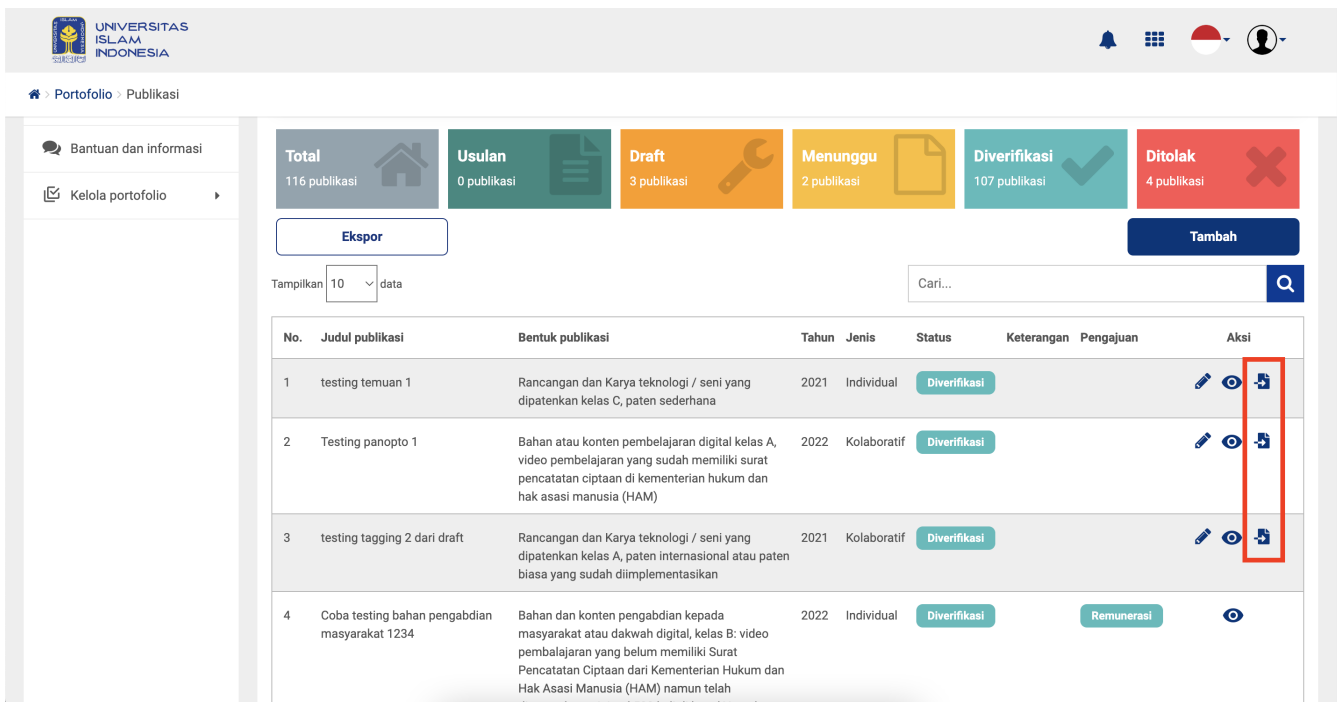 UNIVERSITAS
ISLAM
INDONESIA
Portofolio > Publikasi
Bantuan dan informasi
Kelola portofolio
Total
116 publikasi
Usulan
0 publikasi
Draft
3 publikasi
Menunggu
2 publikasi
Diverifikasi
107 publikasi
Ditolak
4 publikasi
Ekspor
Tambah
Tampilkan 10 data
Cari...
No. Judul publikasi Bentuk publikasi Tahun Jenis Status Keterangan Pengajuan Aksi
1 testing temuan 1 Rancangan dan Karya teknologi / seni yang 2021 Individual Diverifikasi
dipatenkan kelas C, paten sederhana
2 Testing panopto 1 Bahan atau konten pembelajaran digital kelas A, 2022 Kolaboratif Diverifikasi
video pembelajaran yang sudah memiliki surat
pencatatan ciptaan di kementerian hukum dan
hak asasi manusia (HAM)
3 testing tagging 2 dari draft Rancangan dan Karya teknologi / seni yang 2021 Kolaboratif Diverifikasi
dipatenkan kelas A, paten internasional atau paten
biasa yang sudah diimplementasikan
4 Coba testing bahan pengabdian Bahan dan konten pengabdian kepada 2022 Individual Diverifikasi Remunerasi
masyarakat 1234 masyarakat atau dakwah digital, kelas B: video
pembalajaran yang belum memiliki Surat
Pencatatan Ciptaan dari Kementerian Hukum dan
Hak Asasi Manusia (HAM) namun telah